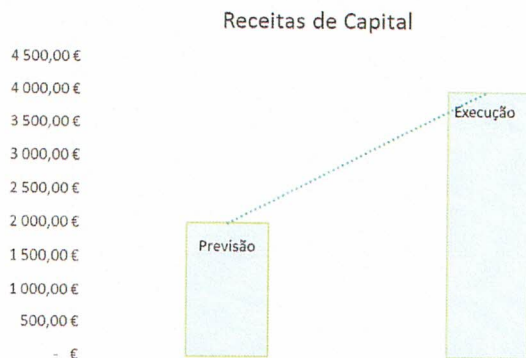 Receitas de Capital
4 500,00 €
4 000,00 €
3 500,00 €
3 000,00 €
2 500,00 €
2 000,00 €
1 500,00 €
1 000,00 €
500,00 €
- €
Previsão
Execução